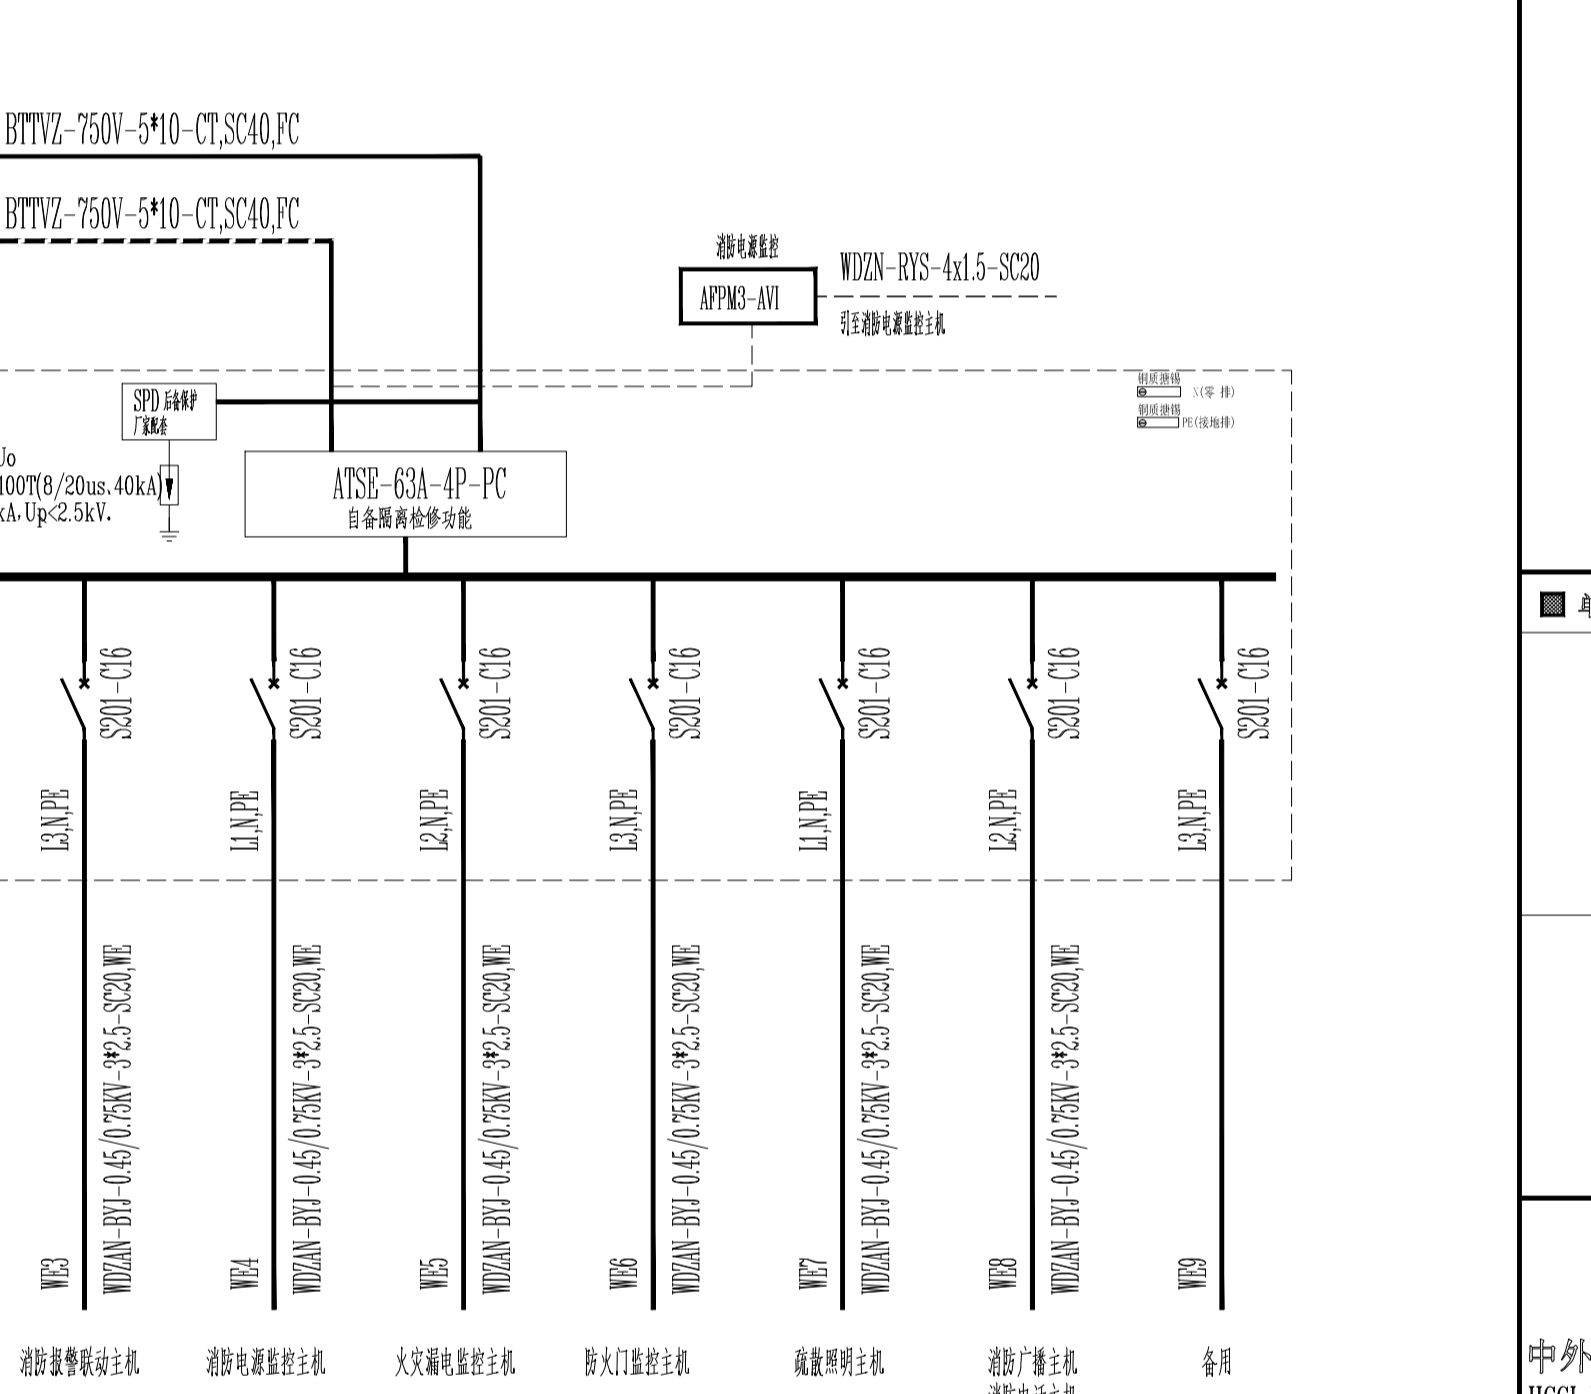 BTTVZ-750V-5*10-CT,SC40,FC
BTTVZ-750V-5*10-CT,SC40,FC
消防电源监控
AFPM3-AVI
WDZN-RYS-4x1.5-SC20
引至消防电源监控主机
铜质搪锡
N(零 排)
铜质搪锡
PE(接地排)
SPD 后备保护
厂家配套
Uo
100T(8/20us、40kA)
kA,Up<2.5kV.
ATSE-63A-4P-PC
自备隔离检修功能
S201-C16
S201-C16
S201-C16
S201-C16
S201-C16
S201-C16
S201-C16
L3,N,PE
L1,N,PE
L2,N,PE
L3,N,PE
L1,N,PE
L2,N,PE
L3,N,PE
WDZAN-BYJ-0.45/0.75KV-3*2.5-SC20,WE
WDZAN-BYJ-0.45/0.75KV-3*2.5-SC20,WE
WDZAN-BYJ-0.45/0.75KV-3*2.5-SC20,WE
WDZAN-BYJ-0.45/0.75KV-3*2.5-SC20,WE
WDZAN-BYJ-0.45/0.75KV-3*2.5-SC20,WE
WDZAN-BYJ-0.45/0.75KV-3*2.5-SC20,WE
WE3
WE4
WE5
WE6
WE7
WE8
WE9
消防报警联动主机
消防电源监控主机
火灾漏电监控主机
防火门监控主机
疏散照明主机
消防广播主机
备用
中外